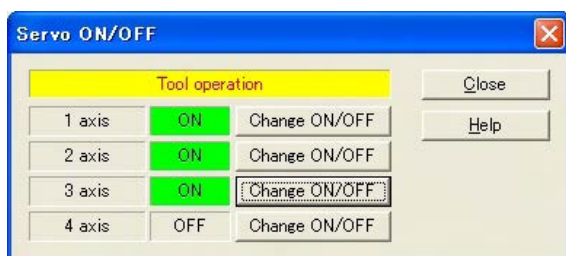 Servo ON/OFF
Tool operation Close
1 axis ON Change ON/OFF Help
2 axis ON Change ON/OFF
3 axis ON Change ON/OFF
4 axis OFF Change ON/OFF